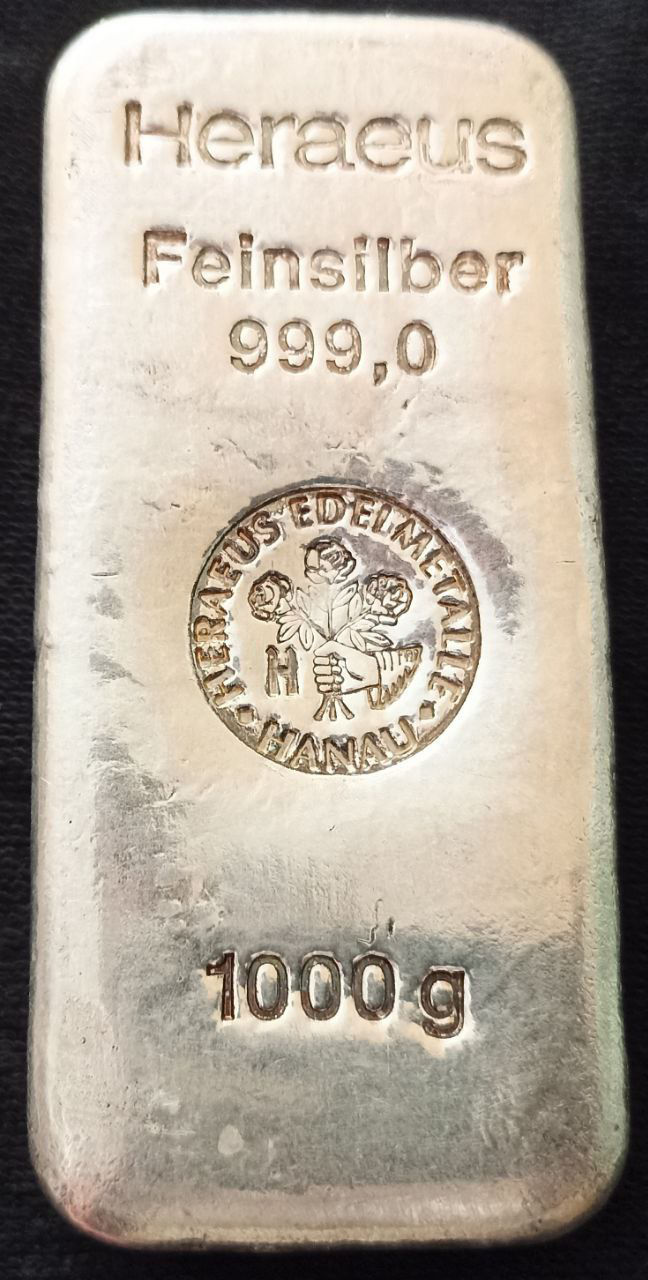 Heraeus
Feinsilber
999,0
HERAEUS EDELMETALLE
H
HANAU
1000 g